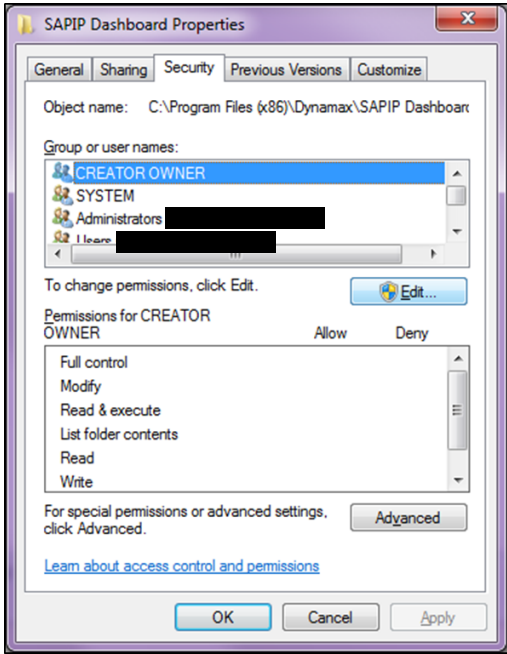 SAPIP Dashboard Properties
General Sharing Security Previous Versions Customize
Object name: C:\Program Files (x86)\Dynamax\SAPIP Dashboard
Group or user names:
CREATOR OWNER
SYSTEM
Administrators
Users
To change permissions, click Edit.
Edit...
Permissions for CREATOR
OWNER Allow Deny
Full control
Modify
Read & execute
List folder contents
Read
Write
For special permissions or advanced settings,
click Advanced.
Advanced
Learn about access control and permissions
OK Cancel Apply